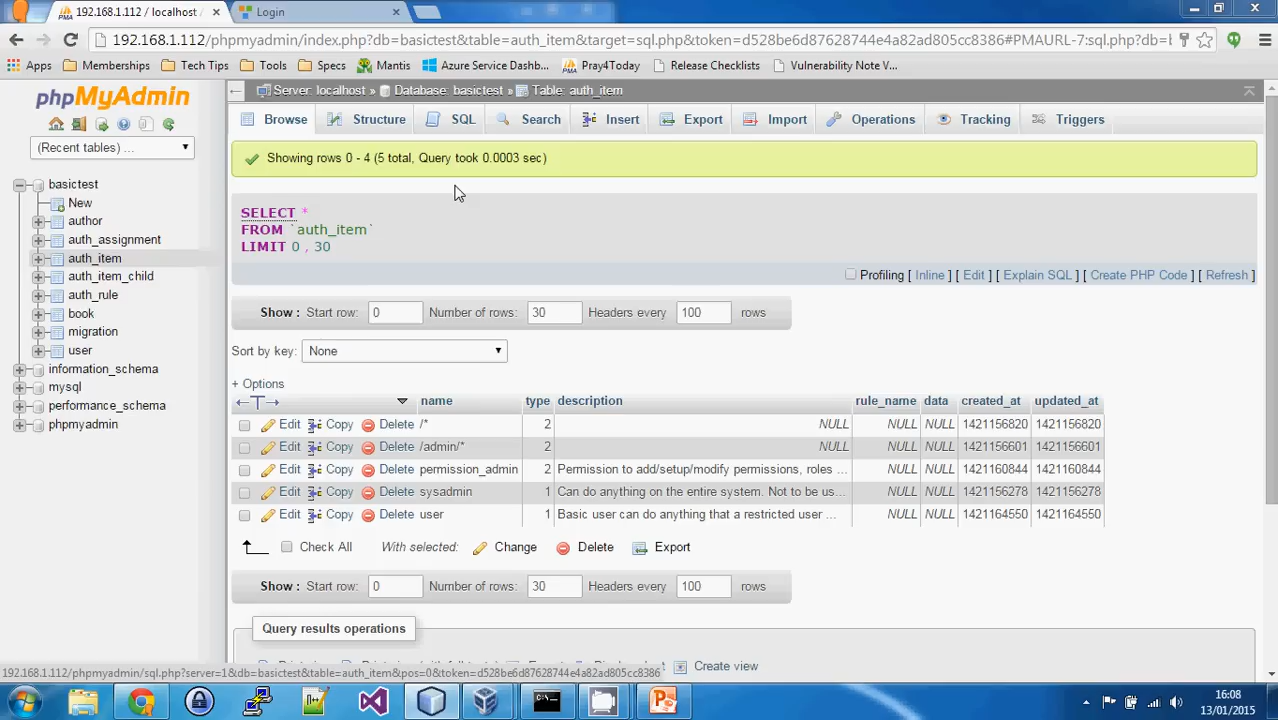 192.168.1.112 / localhost
Login
192.168.1.112/phpmyadmin/index.php?db=basictest&table=auth_item&target=sql.php&token=d528be6d87628744e4a82ad805cc8386#PMAURL-7:sql.php?db=b
Apps Memberships Tech Tips Tools Specs Mantis Azure Service Dashb... Pray4Today Release Checklists Vulnerability Note V...
phpMyAdmin
Server: localhost » Database: basictest » Table: auth_item
Browse Structure SQL Search Insert Export Import Operations Tracking Triggers
(Recent tables) ...
basictest
New
author
auth_assignment
auth_item
auth_item_child
auth_rule
book
migration
user
information_schema
mysql
performance_schema
phpmyadmin
Showing rows 0 - 4 (5 total, Query took 0.0003 sec)
SELECT *
FROM `auth_item`
LIMIT 0 , 30
Profiling [ Inline ] [ Edit ] [ Explain SQL ] [ Create PHP Code ] [ Refresh ]
Show : Start row: 0 Number of rows: 30 Headers every 100 rows
Sort by key: None
+ Options
name type description rule_name data created_at updated_at
Edit Copy Delete /* 2 NULL NULL NULL 1421156820 1421156820
Edit Copy Delete /admin/* 2 NULL NULL NULL 1421156601 1421156601
Edit Copy Delete permission_admin 2 Permission to add/setup/modify permissions, roles ... NULL NULL 1421160844 1421160844
Edit Copy Delete sysadmin 1 Can do anything on the entire system. Not to be us... NULL NULL 1421156278 1421156278
Edit Copy Delete user 1 Basic user can do anything that a restricted user ... NULL NULL 1421164550 1421164550
Check All With selected: Change Delete Export
Show : Start row: 0 Number of rows: 30 Headers every 100 rows
Query results operations
Create view
192.168.1.112/phpmyadmin/sql.php?server=1&db=basictest&table=auth_item&pos=0&token=d528be6d87628744e4a82ad805cc8386
16:08
13/01/2015